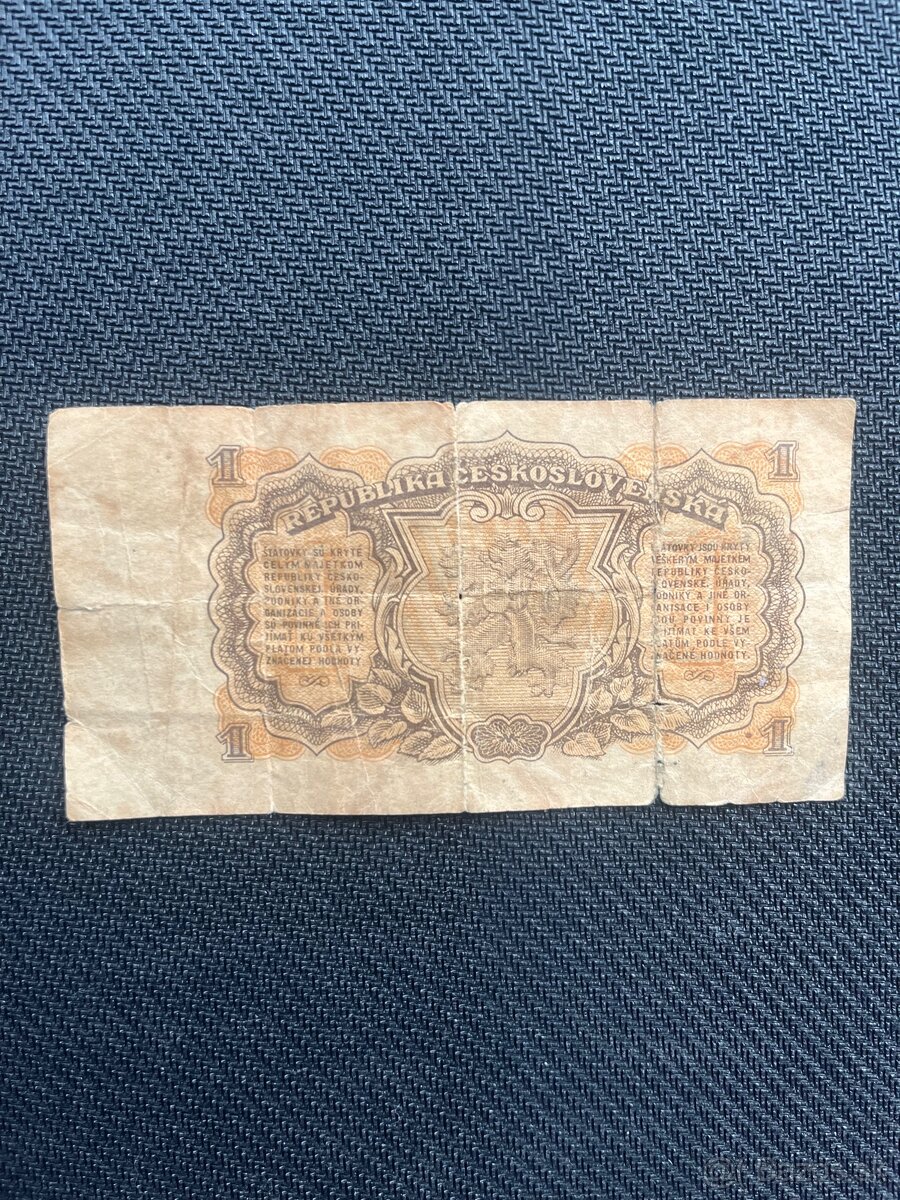 1 1
REPUBLIKA ČESKOSLOVENSKÁ
ŠTÁTOVKY SÚ KRYTÉ
CELÝM MAJETKOM
REPUBLIKY ČESKO-
SLOVENSKEJ. ÚRADY,
PODNIKY A INÉ OR-
GANIZÁCIE A OSOBY
SÚ POVINNÉ ICH PRI-
JÍMAŤ KU VŠETKÝM
PLATOM PODĽA VY-
ZNAČENEJ HODNOTY.
ÁTOVKY JSOU KRYTY
VEŠKERÝM MAJETKEM
REPUBLIKY ČESKO-
SLOVENSKÉ. ÚŘADY,
PODNIKY A JINÉ OR-
GANISACE I OSOBY
JSOU POVINNY JE
PŘIJÍMAT KE VŠEM
PLATŮM PODLE VY-
ZNAČENÉ HODNOTY.
1 1